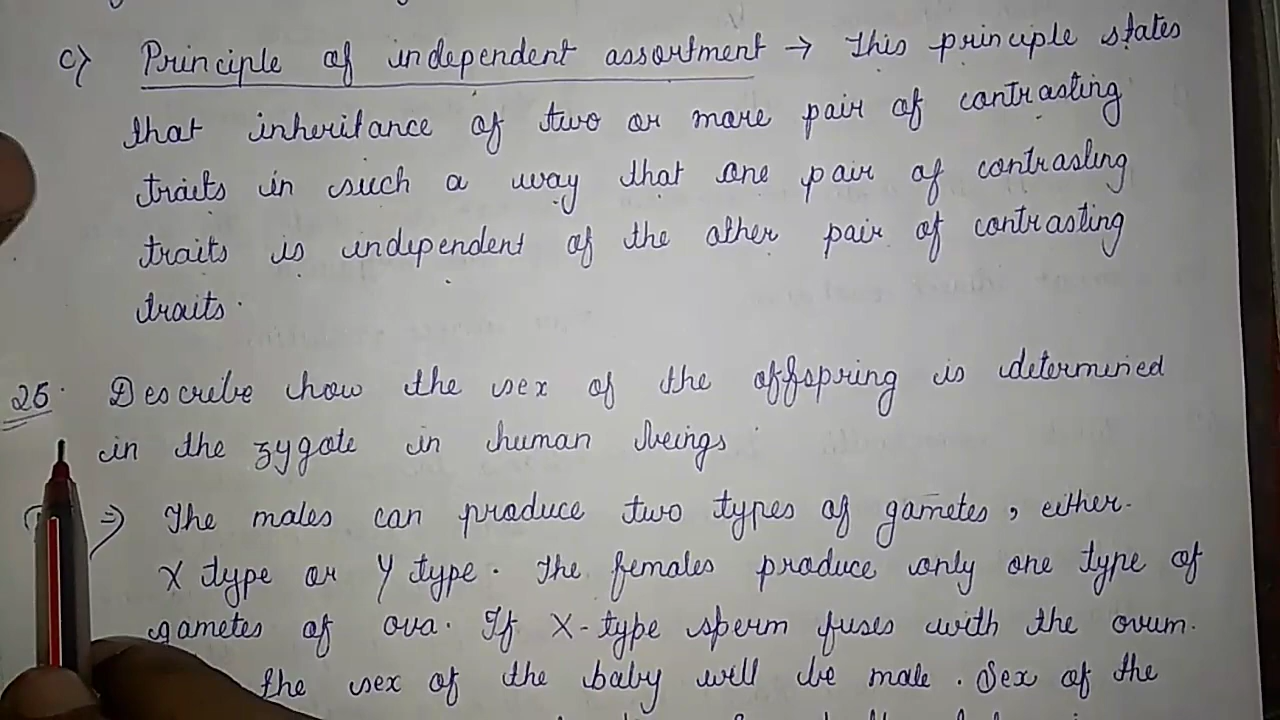 c) Principle of independent assortment → This principle states
that inheritance of two or more pair of contrasting
traits in such a way that one pair of contrasting
traits is independent of the other pair of contrasting
traits.
26. Describe how the sex of the offspring is determined
in the zygote in human beings
⇒ The males can produce two types of gametes, either
X type or Y type. The females produce only one type of
gametes of ova. If X-type sperm fuses with the ovum.
the sex of the baby will be male. Sex of the